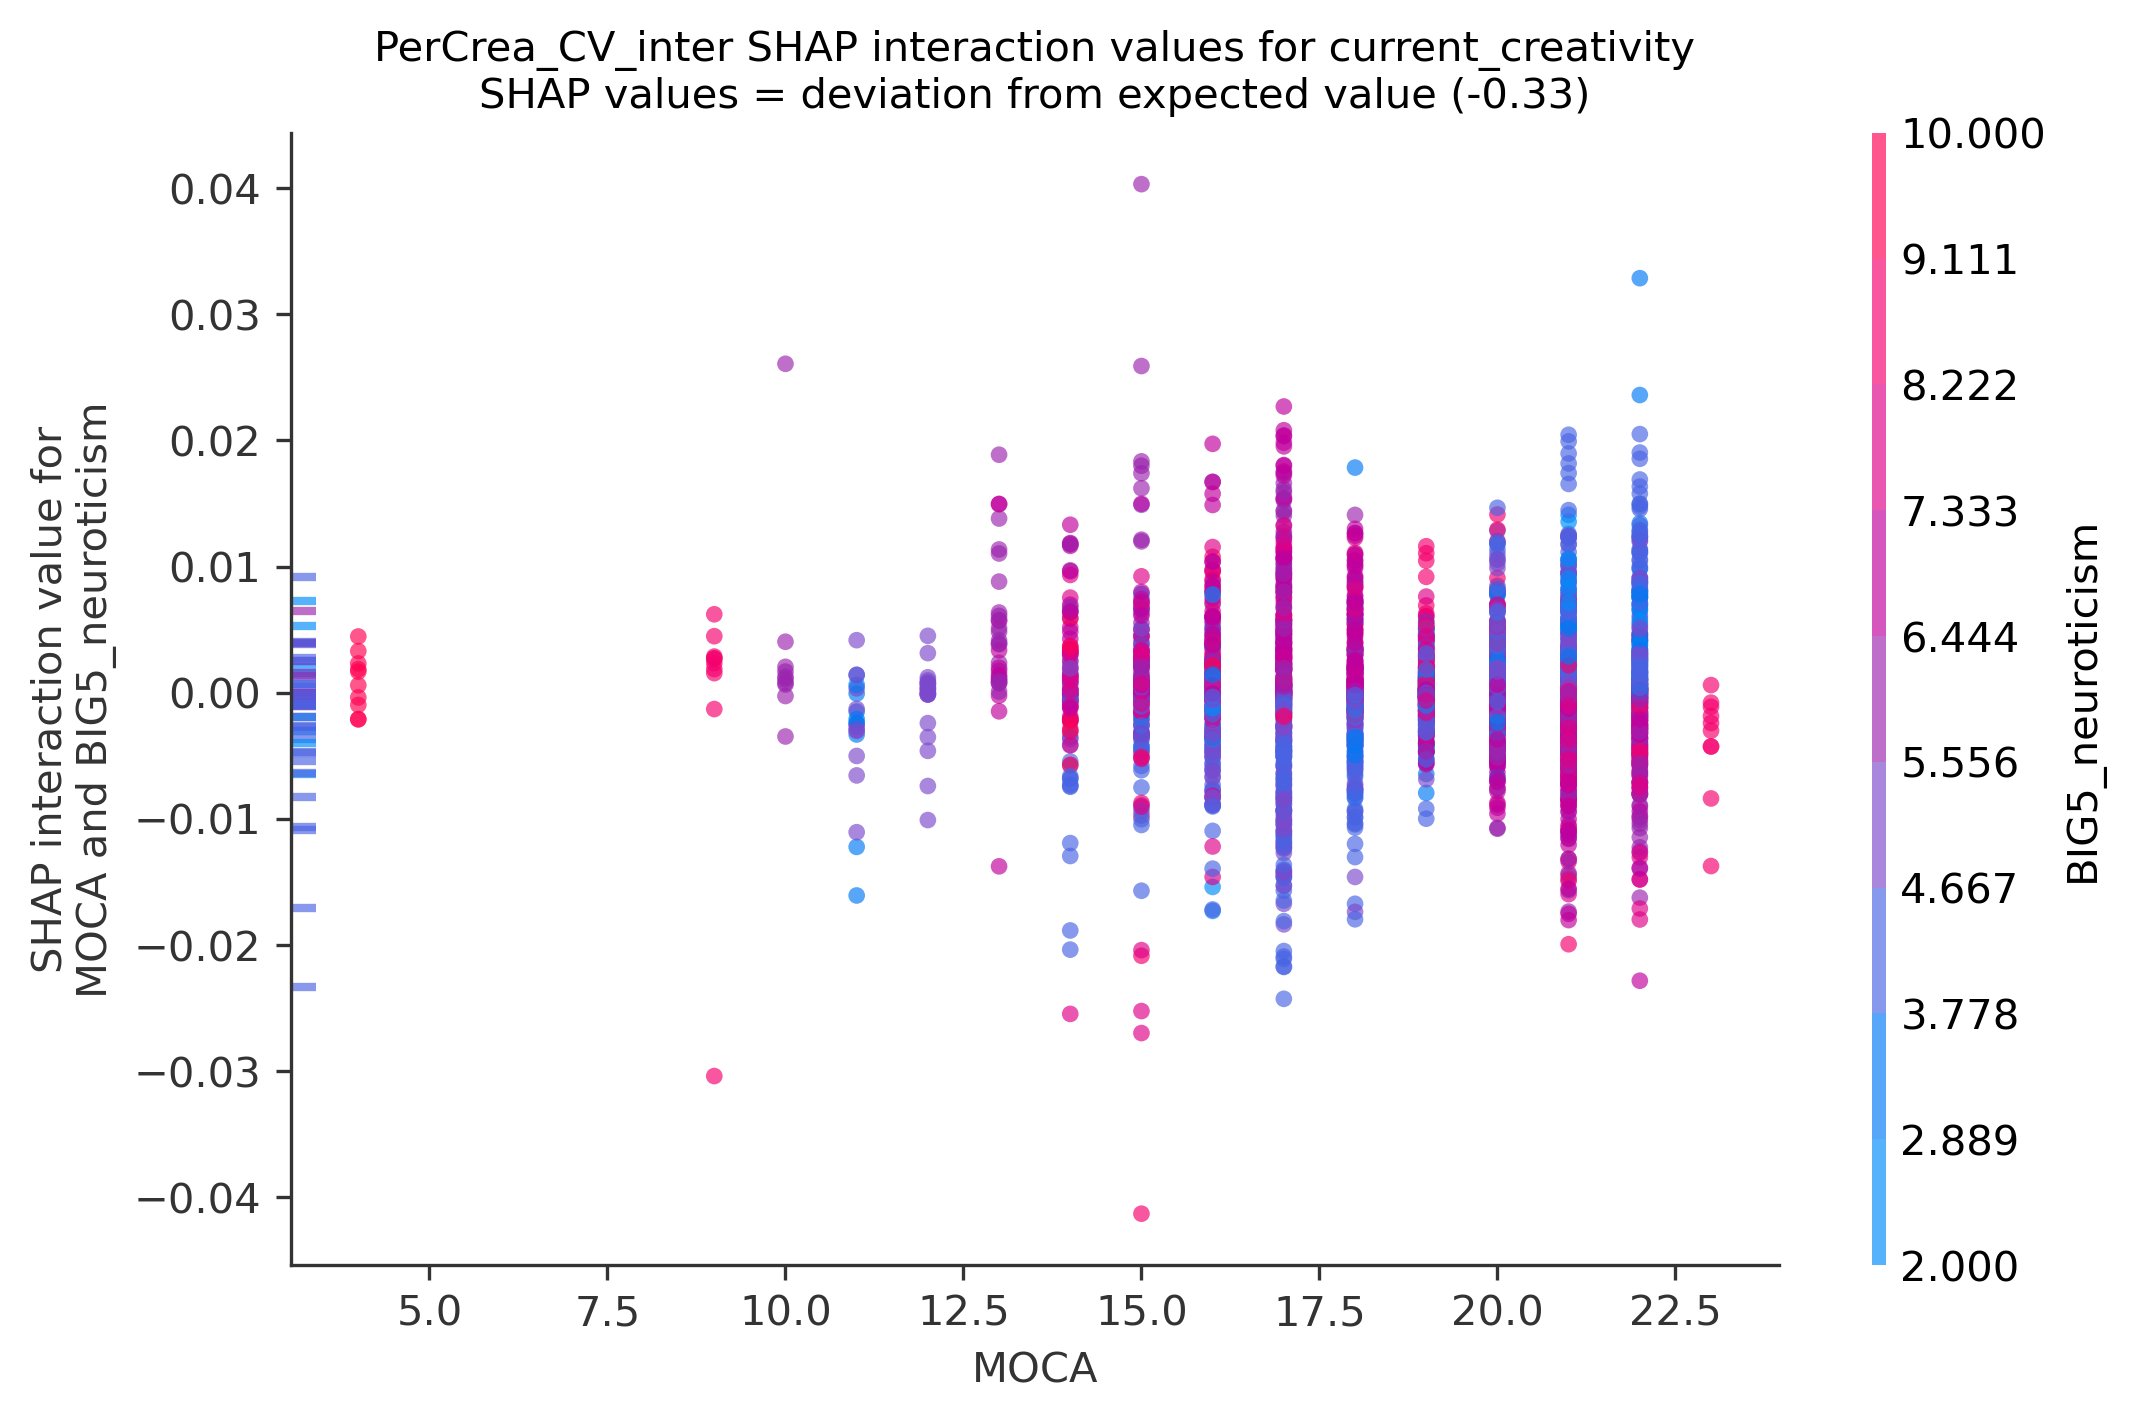 PerCrea_CV_inter SHAP interaction values for current_creativity
SHAP values = deviation from expected value (-0.33)
SHAP interaction value for
MOCA and BIG5_neuroticism
0.04
0.03
0.02
0.01
0.00
−0.01
−0.02
−0.03
−0.04
5.0 7.5 10.0 12.5 15.0 17.5 20.0 22.5
MOCA
10.000
9.111
8.222
7.333
6.444
5.556
4.667
3.778
2.889
2.000
BIG5_neuroticism